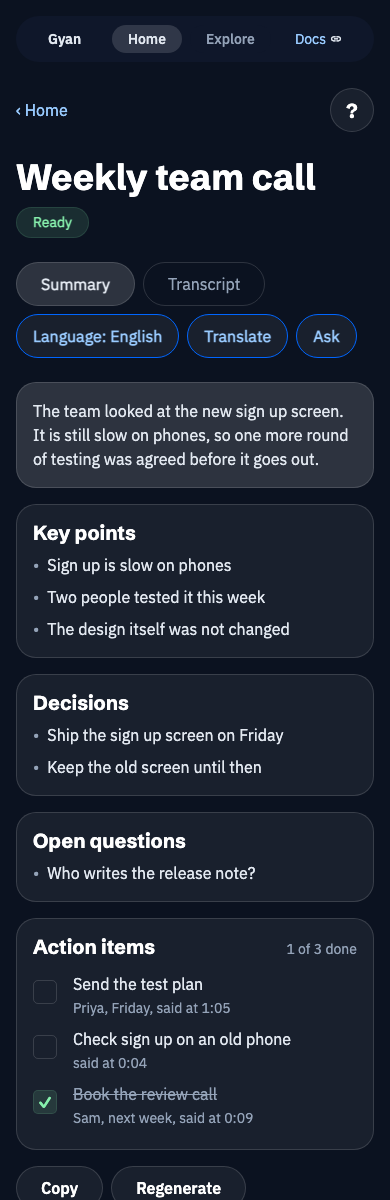 Gyan
Home
Explore
Docs
‹ Home
?
Weekly team call
Ready
Summary
Transcript
Language: English
Translate
Ask
The team looked at the new sign up screen.
It is still slow on phones, so one more round
of testing was agreed before it goes out.
Key points
• Sign up is slow on phones
• Two people tested it this week
• The design itself was not changed
Decisions
• Ship the sign up screen on Friday
• Keep the old screen until then
Open questions
• Who writes the release note?
Action items
1 of 3 done
Send the test plan
Priya, Friday, said at 1:05
Check sign up on an old phone
said at 0:04
Book the review call
Sam, next week, said at 0:09
Copy
Regenerate